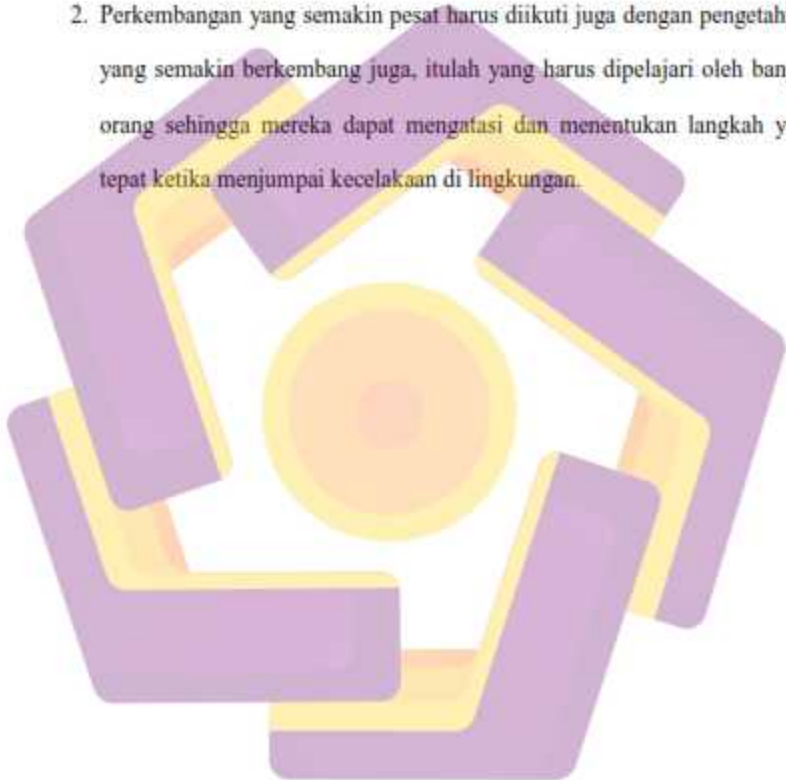 2. Perkembangan yang semakin pesat harus diikuti juga dengan pengetah
yang semakin berkembang juga, itulah yang harus dipelajari oleh ban
orang sehingga mereka dapat mengatasi dan menentukan langkah y
tepat ketika menjumpai kecelakaan di lingkungan.